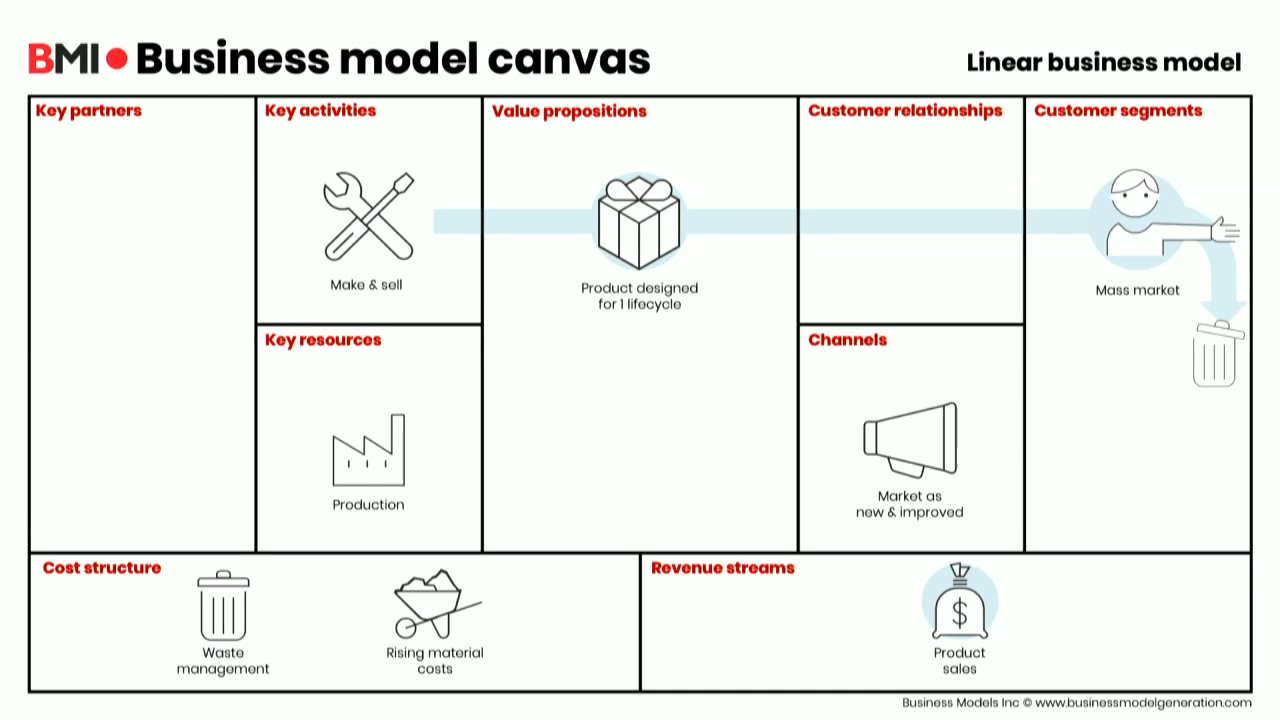 BMI Business model canvas
Linear business model
Key partners
Key activities
Make & sell
Key resources
Production
Value propositions
Product designed
for 1 lifecycle
Customer relationships
Channels
Market as
new & improved
Customer segments
Mass market
Cost structure
Waste
management
Rising material
costs
Revenue streams
$
Product
sales
Business Models Inc © www.businessmodelgeneration.com